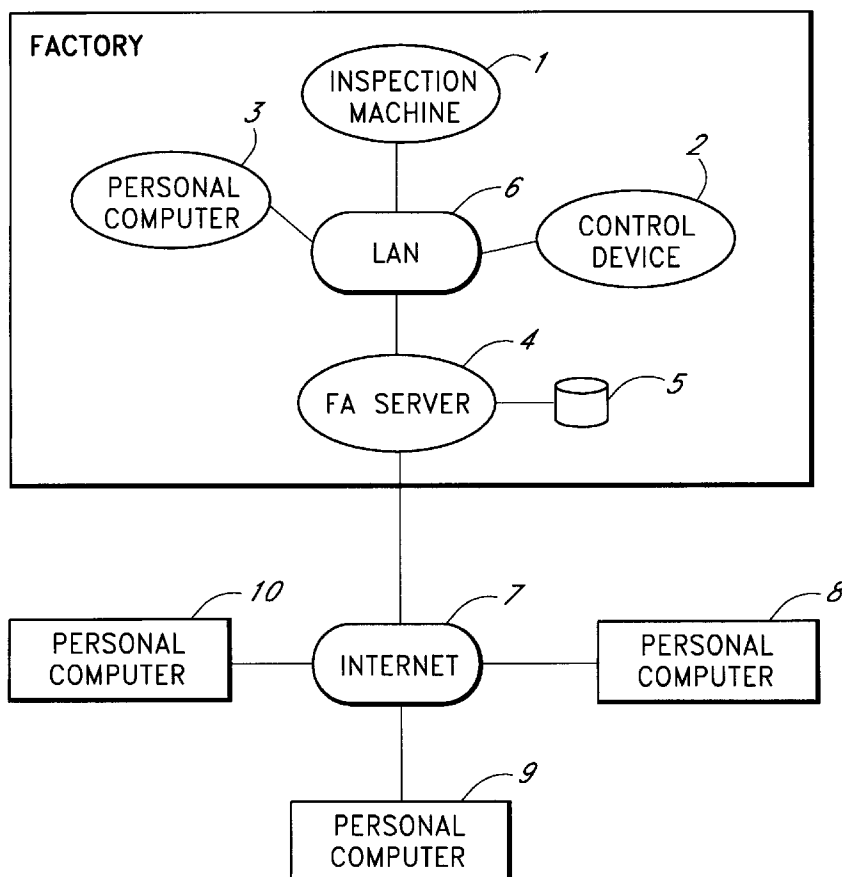 FACTORY
1
INSPECTION
MACHINE
3
PERSONAL
COMPUTER
2
CONTROL
DEVICE
6
LAN
4
FA SERVER
5
10
PERSONAL
COMPUTER
7
INTERNET
8
PERSONAL
COMPUTER
9
PERSONAL
COMPUTER